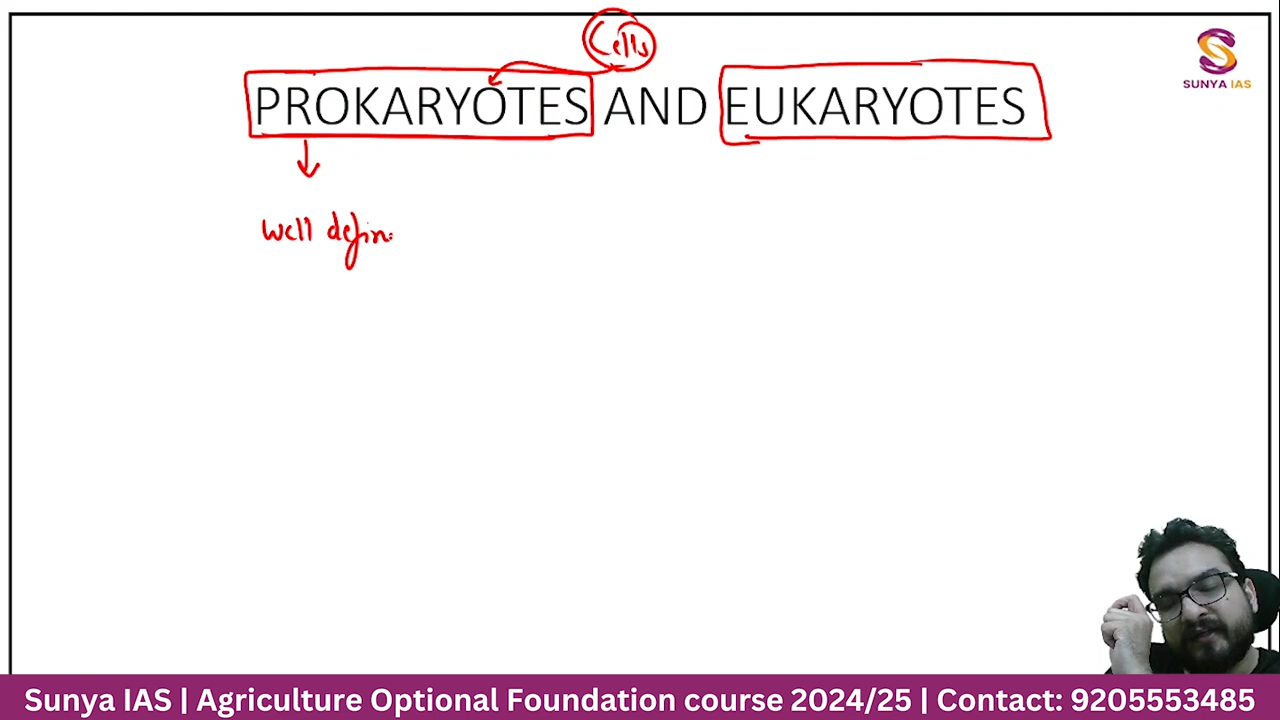 Cells
PROKARYOTES AND EUKARYOTES
SUNYA IAS
well defin
Sunya IAS | Agriculture Optional Foundation course 2024/25 | Contact: 9205553485